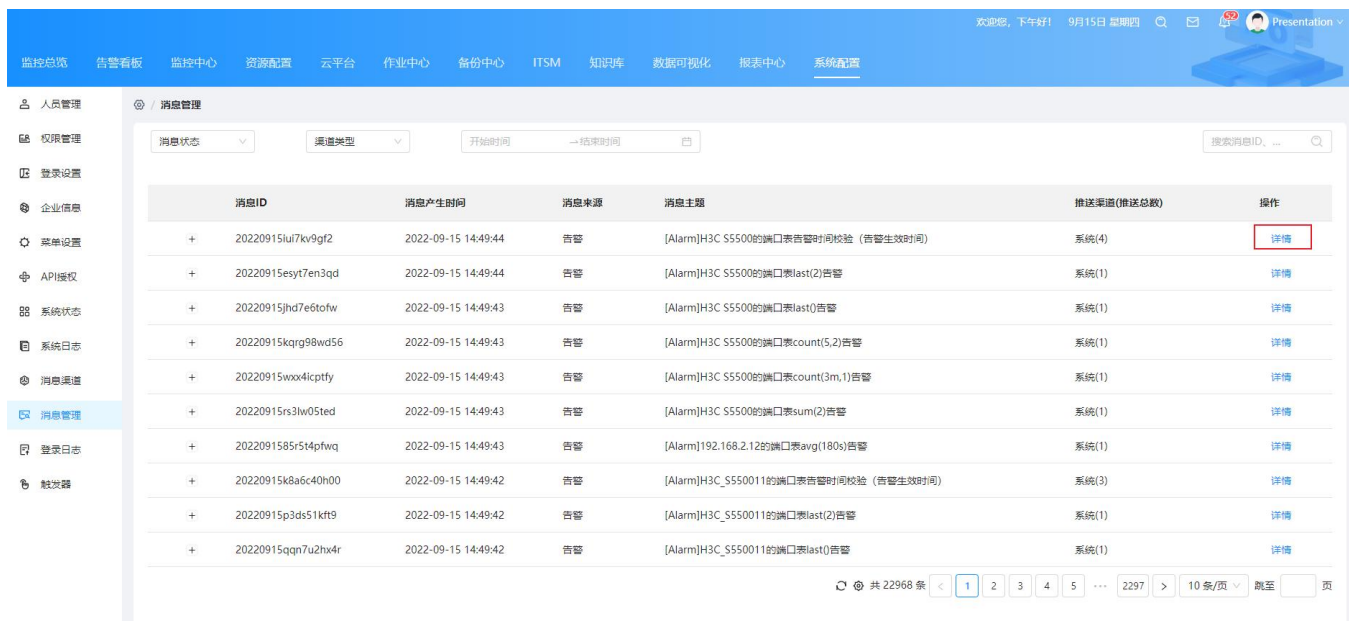 欢迎您，下午好! 9月15日 星期四 52 Presentation
监控总览 告警看板 监控中心 资源配置 云平台 作业中心 备份中心 ITSM 知识库 数据可视化 报表中心 系统配置
人员管理
权限管理
登录设置
企业信息
菜单设置
API授权
系统状态
系统日志
消息渠道
消息管理
登录日志
触发器
/ 消息管理
消息状态 渠道类型 开始时间 →结束时间 搜索消息ID、...
消息ID 消息产生时间 消息来源 消息主题 推送渠道(推送总数) 操作
+ 20220915lui7kv9gf2 2022-09-15 14:49:44 告警 [Alarm]H3C S5500的端口表告警时间校验（告警生效时间） 系统(4) 详情
+ 20220915esyt7en3qd 2022-09-15 14:49:44 告警 [Alarm]H3C S5500的端口表last(2)告警 系统(1) 详情
+ 20220915jhd7e6tofw 2022-09-15 14:49:43 告警 [Alarm]H3C S5500的端口表last()告警 系统(1) 详情
+ 20220915kqrg98wd56 2022-09-15 14:49:43 告警 [Alarm]H3C S5500的端口表count(5,2)告警 系统(1) 详情
+ 20220915wxx4icptfy 2022-09-15 14:49:43 告警 [Alarm]H3C S5500的端口表count(3m,1)告警 系统(1) 详情
+ 20220915rs3lw05ted 2022-09-15 14:49:43 告警 [Alarm]H3C S5500的端口表sum(2)告警 系统(1) 详情
+ 2022091585r5t4pfwq 2022-09-15 14:49:43 告警 [Alarm]192.168.2.12的端口表avg(180s)告警 系统(1) 详情
+ 20220915k8a6c40h00 2022-09-15 14:49:42 告警 [Alarm]H3C_S550011的端口表告警时间校验（告警生效时间） 系统(3) 详情
+ 20220915p3ds51kft9 2022-09-15 14:49:42 告警 [Alarm]H3C_S550011的端口表last(2)告警 系统(1) 详情
+ 20220915qqn7u2hx4r 2022-09-15 14:49:42 告警 [Alarm]H3C_S550011的端口表last()告警 系统(1) 详情
共 22968 条 < 1 2 3 4 5 ··· 2297 > 10 条/页 跳至 页